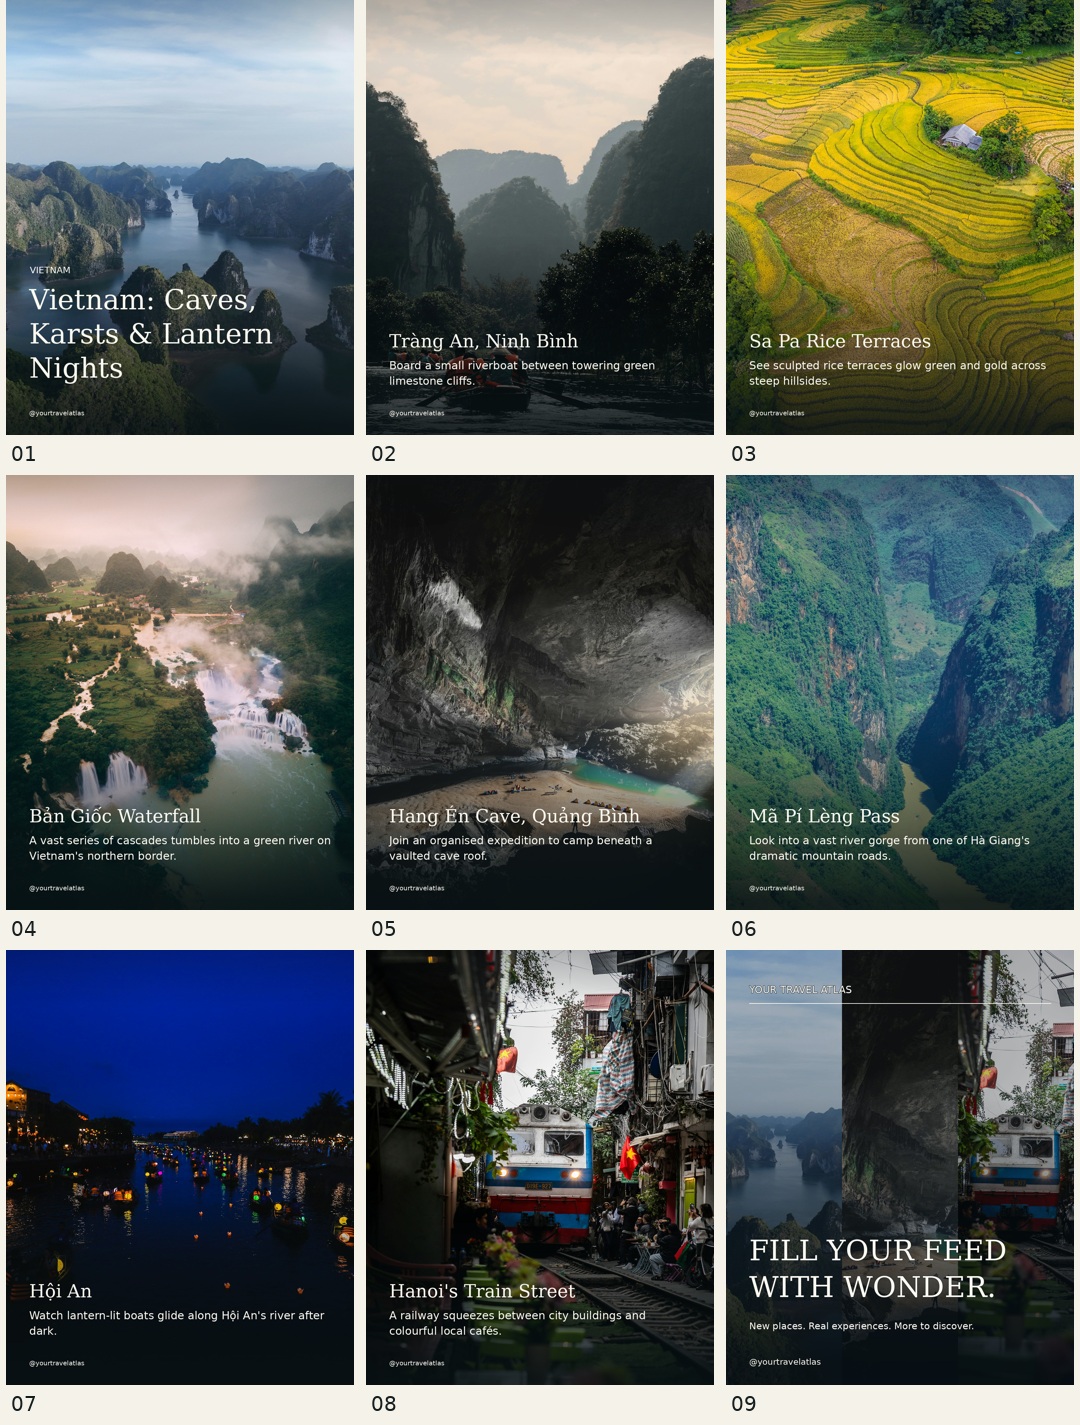 VIETNAM
Vietnam: Caves,
Karsts & Lantern
Nights
@yourtravelatlas
01
Tràng An, Ninh Bình
Board a small riverboat between towering green
limestone cliffs.
@yourtravelatlas
02
Sa Pa Rice Terraces
See sculpted rice terraces glow green and gold across
steep hillsides.
@yourtravelatlas
03
Bản Giốc Waterfall
A vast series of cascades tumbles into a green river on
Vietnam's northern border.
@yourtravelatlas
04
Hang Én Cave, Quảng Bình
Join an organised expedition to camp beneath a
vaulted cave roof.
@yourtravelatlas
05
Mã Pí Lèng Pass
Look into a vast river gorge from one of Hà Giang's
dramatic mountain roads.
@yourtravelatlas
06
Hội An
Watch lantern-lit boats glide along Hội An's river after
dark.
@yourtravelatlas
07
Hanoi's Train Street
A railway squeezes between city buildings and
colourful local cafés.
@yourtravelatlas
08
YOUR TRAVEL ATLAS
FILL YOUR FEED
WITH WONDER.
New places. Real experiences. More to discover.
@yourtravelatlas
09